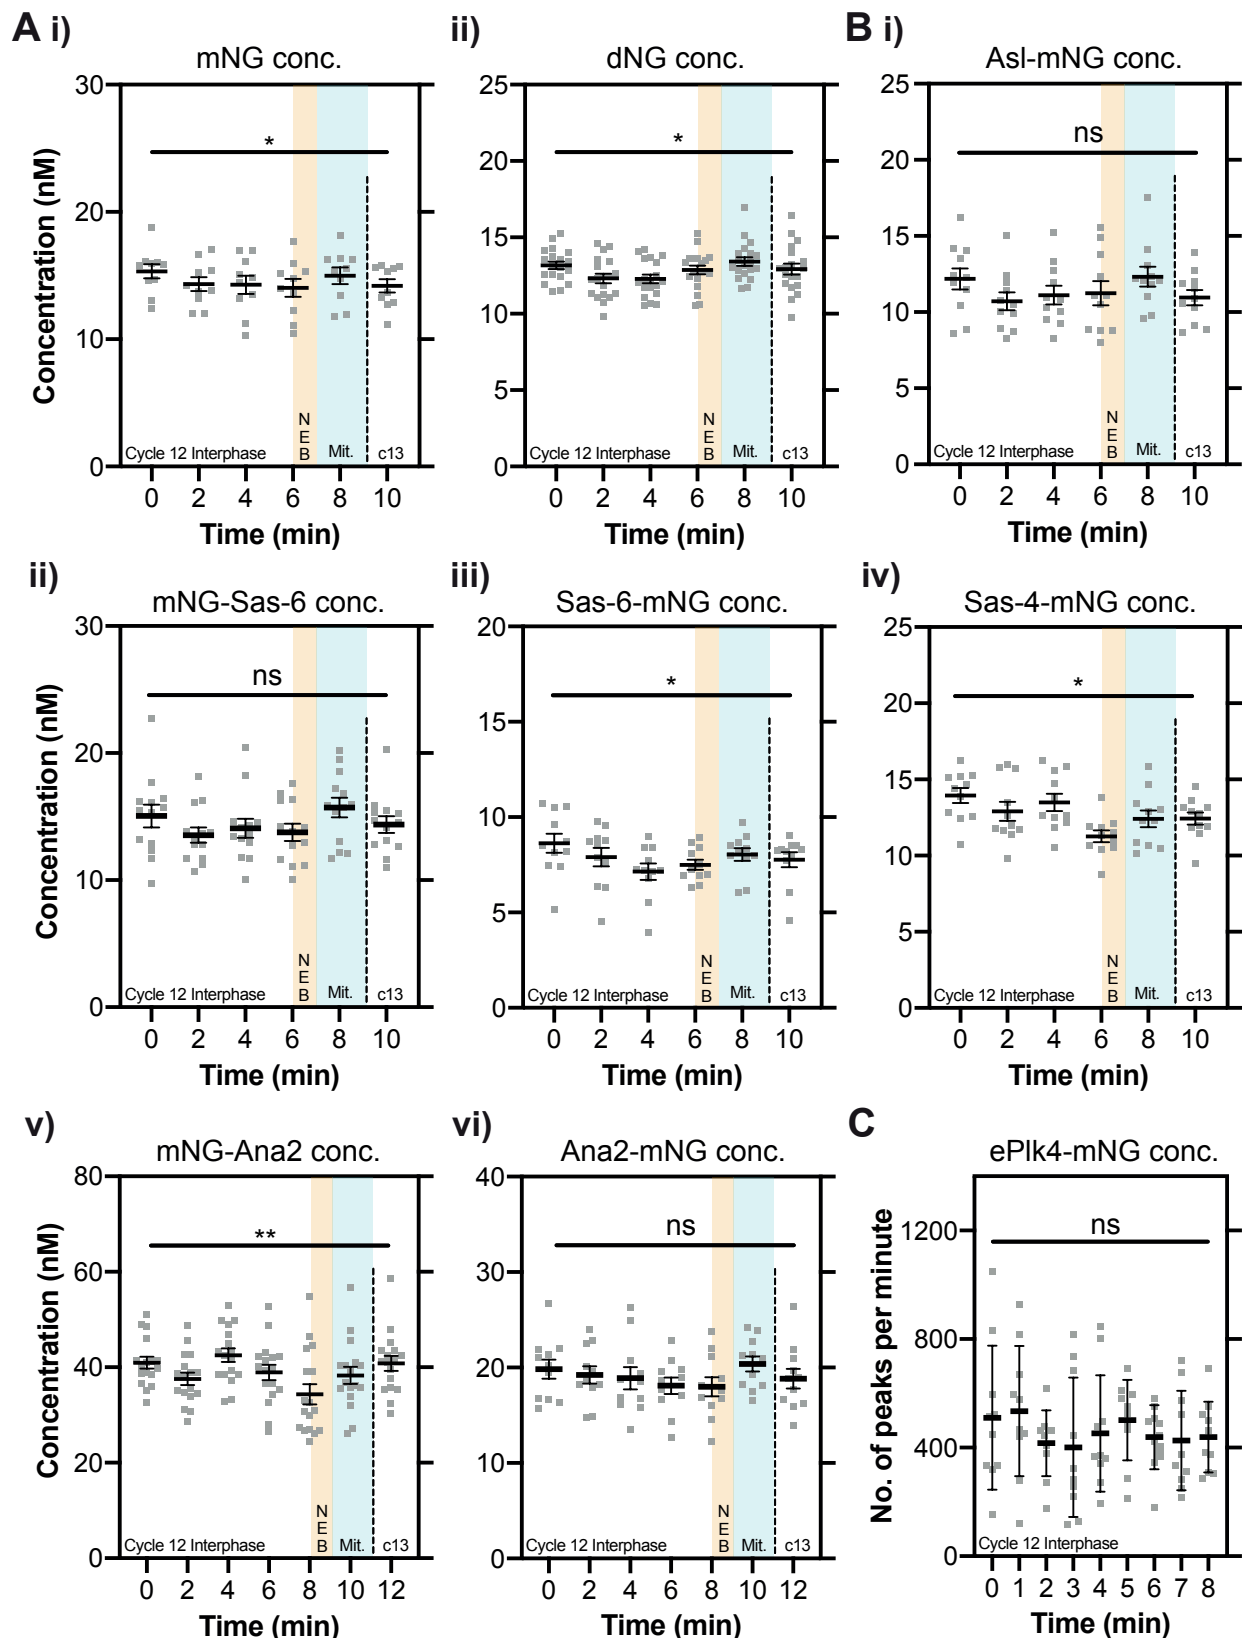 A i)
mNG conc.
Concentration (nM)
30
20
10
0
*
Cycle 12 Interphase
N
E
B
Mit.
c13
0 2 4 6 8 10
Time (min)
ii)
dNG conc.
25
20
15
10
5
0
*
Cycle 12 Interphase
N
E
B
Mit.
c13
0 2 4 6 8 10
Time (min)
B i)
Asl-mNG conc.
25
20
15
10
5
0
ns
Cycle 12 Interphase
N
E
B
Mit.
c13
0 2 4 6 8 10
Time (min)
ii)
mNG-Sas-6 conc.
Concentration (nM)
30
20
10
0
ns
Cycle 12 Interphase
N
E
B
Mit.
c13
0 2 4 6 8 10
Time (min)
iii)
Sas-6-mNG conc.
20
15
10
5
0
*
Cycle 12 Interphase
N
E
B
Mit.
c13
0 2 4 6 8 10
Time (min)
iv)
Sas-4-mNG conc.
25
20
15
10
5
0
*
Cycle 12 Interphase
N
E
B
Mit.
c13
0 2 4 6 8 10
Time (min)
v)
mNG-Ana2 conc.
Concentration (nM)
80
60
40
20
0
**
Cycle 12 Interphase
N
E
B
Mit.
c13
0 2 4 6 8 10 12
Time (min)
vi)
Ana2-mNG conc.
40
30
20
10
0
ns
Cycle 12 Interphase
N
E
B
Mit.
c13
0 2 4 6 8 10 12
Time (min)
C
ePlk4-mNG conc.
No. of peaks per minute
1200
800
400
0
ns
Cycle 12 Interphase
0 1 2 3 4 5 6 7 8
Time (min)